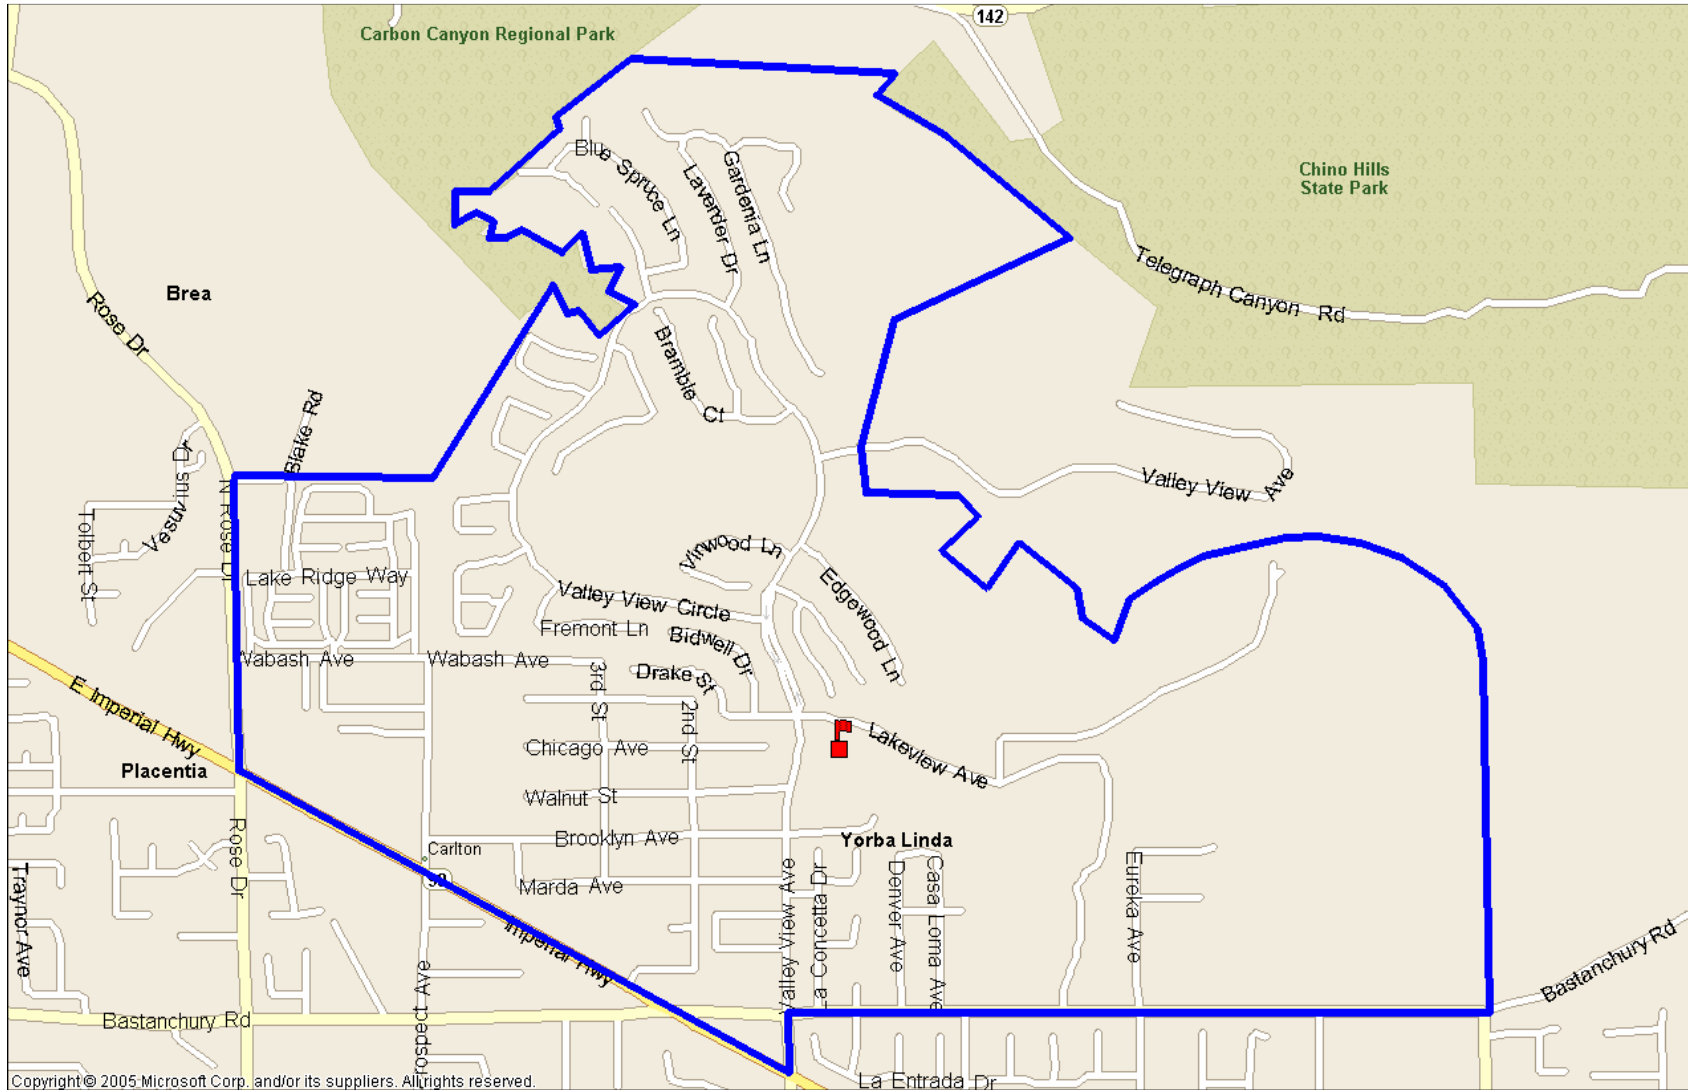 142
Carbon Canyon Regional Park
Chino Hills
State Park
Blue Spruce Ln
Lavender Dr
Gardenia Ln
Telegraph Canyon Rd
Brea
Rose Dr
Bramble Ct
Blake Rd
Vesuvius Dr
Tolbert St
N Rose Dr
Valley View Ave
Lake Ridge Way
Virwood Ln
Edgewood Ln
Valley View Circle
Fremont Ln
Bidwell Dr
Wabash Ave
Wabash Ave
Drake St
3rd St
2nd St
E Imperial Hwy
Placentia
Chicago Ave
Lakeview Ave
Walnut St
Brooklyn Ave
Yorba Linda
Carlton
Rose Dr
90
Marda Ave
Traynor Ave
Valley View Ave
La Concetta Dr
Denver Ave
Casa Loma Ave
Eureka Ave
Imperial Hwy
Bastanchury Rd
Bastanchury Rd
Prospect Ave
La Entrada Dr
Copyright © 2005 Microsoft Corp. and/or its suppliers. All rights reserved.